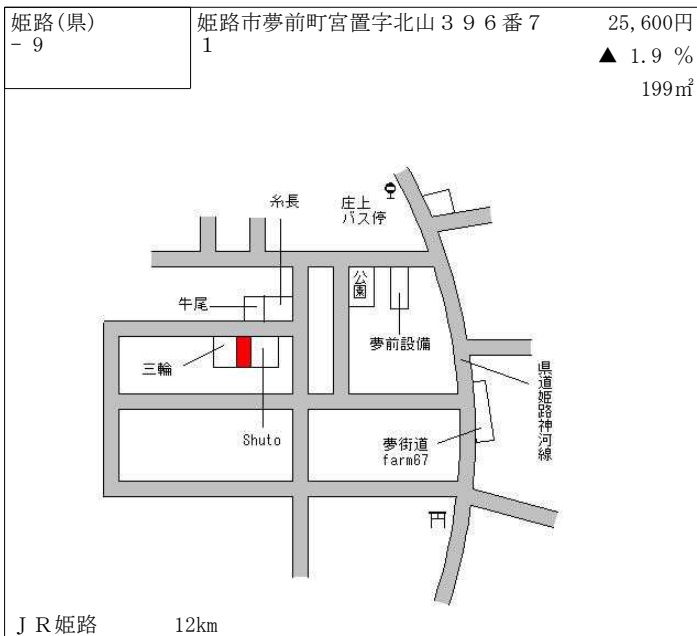 姫路(県)
- 9
姫路市夢前町宮置字北山３９６番７
1
25,600円
▲ 1.9 %
199㎡
糸長
庄上
バス停
公園
牛尾
夢前設備
三輪
県道姫路神河線
Shuto
夢街道
farm67
ＪＲ姫路 12km